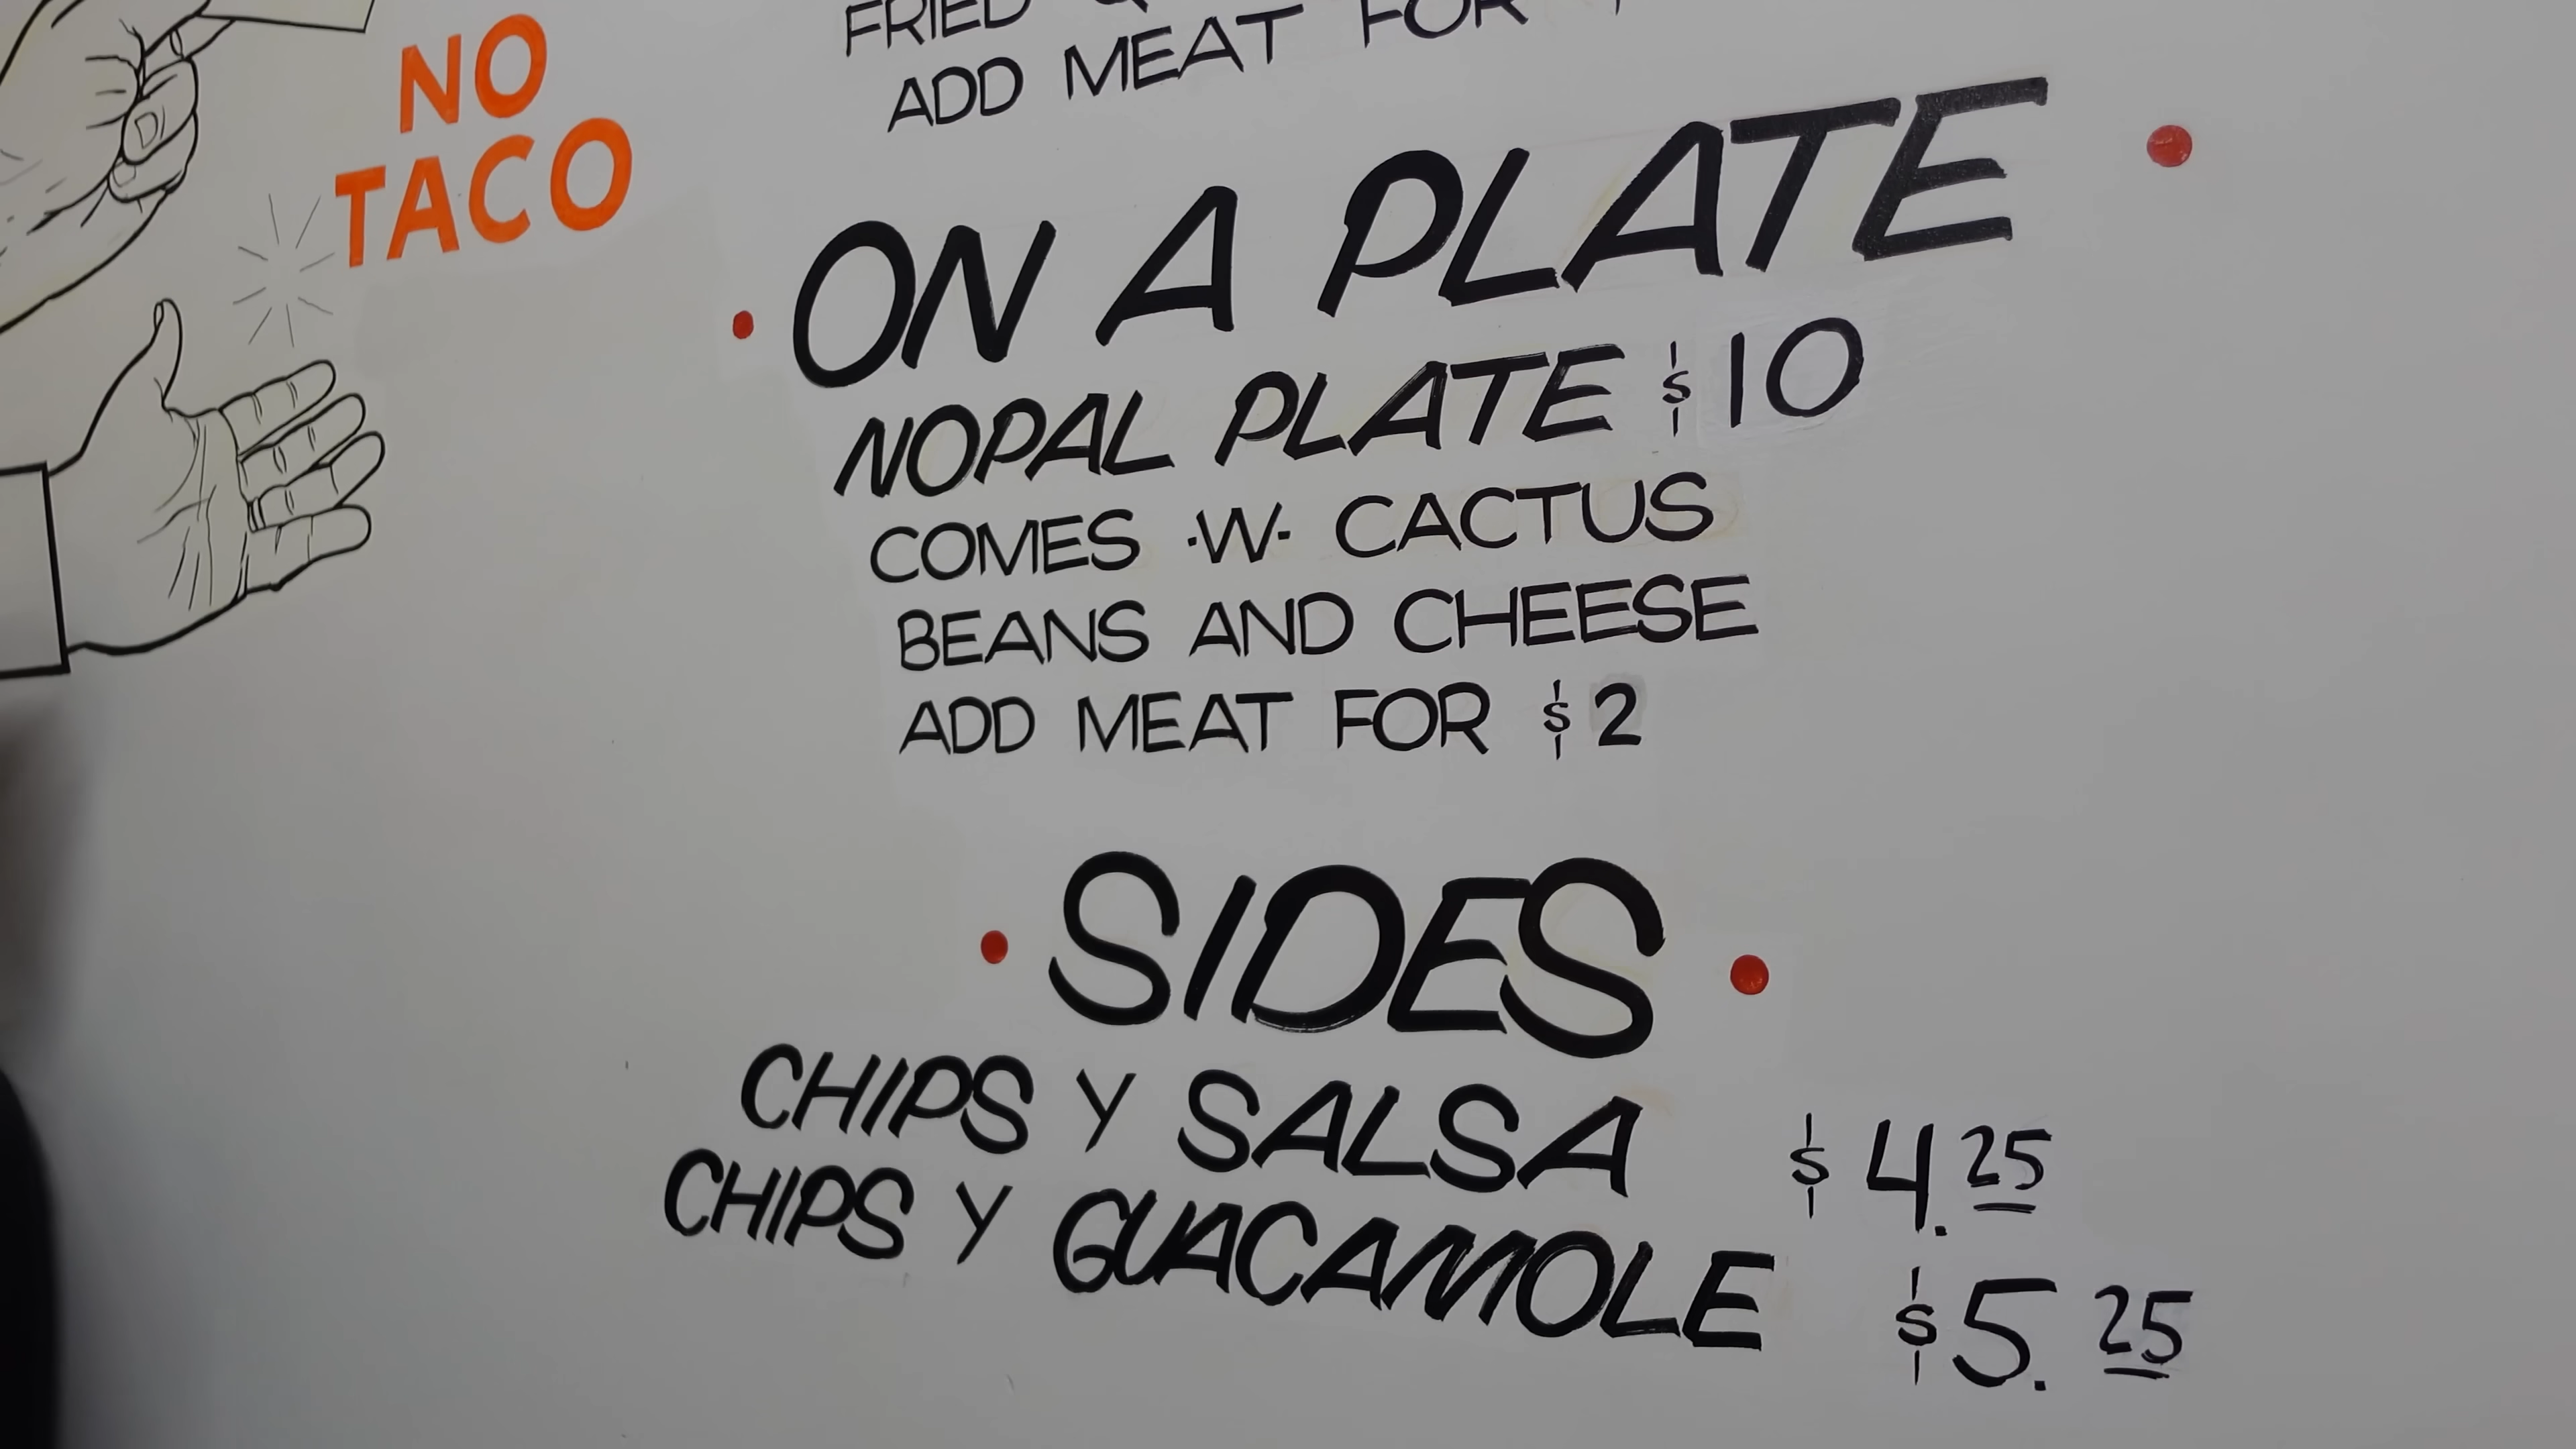 NO
TACO
FRIED
ADD MEAT FOR
ON A PLATE
NOPAL PLATE $10
COMES ·W· CACTUS
BEANS AND CHEESE
ADD MEAT FOR $2
• SIDES •
CHIPS Y SALSA $4.25
CHIPS Y GUACAMOLE $5.25